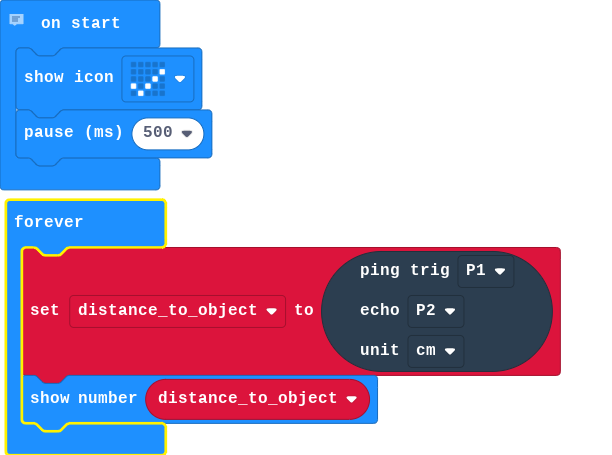 on start
show icon
pause (ms) 500
forever
ping trig P1
set distance_to_object to echo P2
unit cm
show number distance_to_object